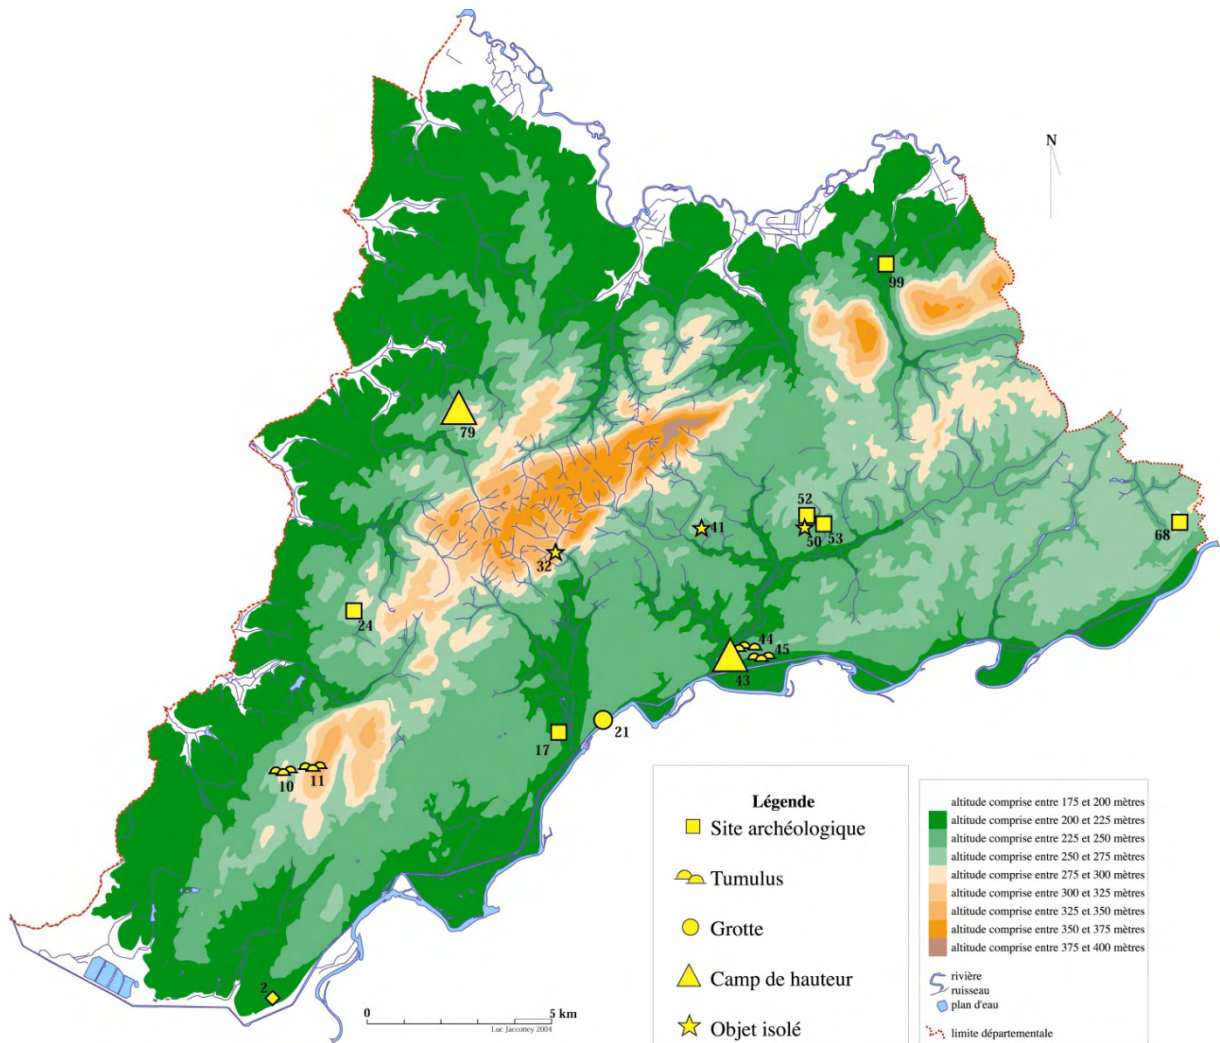 N
99
79
52
41
50
53
68
32
24
44
45
43
21
17
10
11
2
0
5 km
Luc Jaccottey 2004
Légende
Site archéologique
Tumulus
Grotte
Camp de hauteur
Objet isolé
altitude comprise entre 175 et 200 mètres
altitude comprise entre 200 et 225 mètres
altitude comprise entre 225 et 250 mètres
altitude comprise entre 250 et 275 mètres
altitude comprise entre 275 et 300 mètres
altitude comprise entre 300 et 325 mètres
altitude comprise entre 325 et 350 mètres
altitude comprise entre 350 et 375 mètres
altitude comprise entre 375 et 400 mètres
rivière
ruisseau
plan d'eau
limite départementale